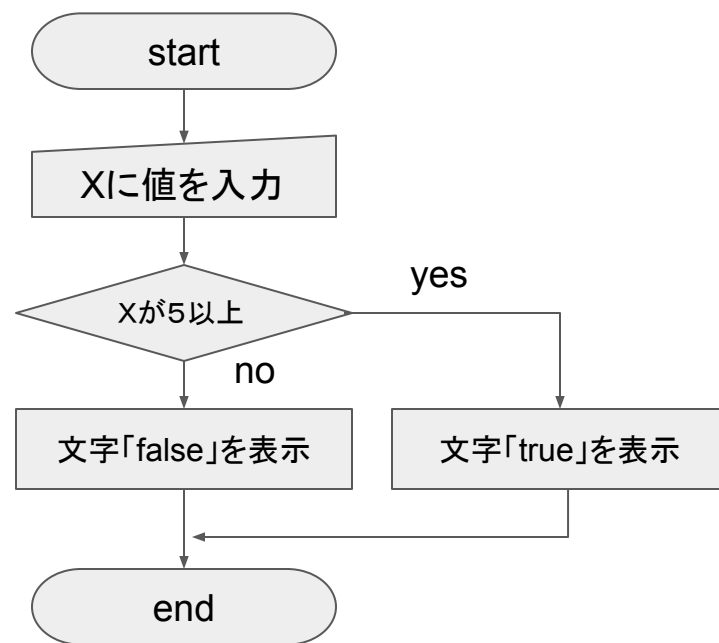 start
Xに値を入力
Xが５以上
yes
no
文字「false」を表示
文字「true」を表示
end